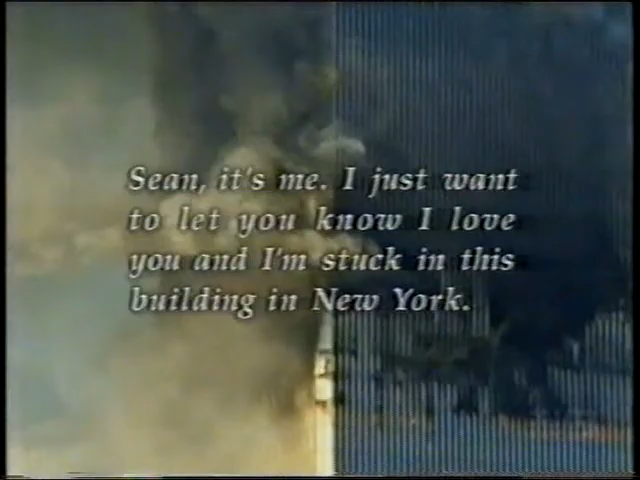 Sean, it's me. I just want
to let you know I love
you and I'm stuck in this
building in New York.